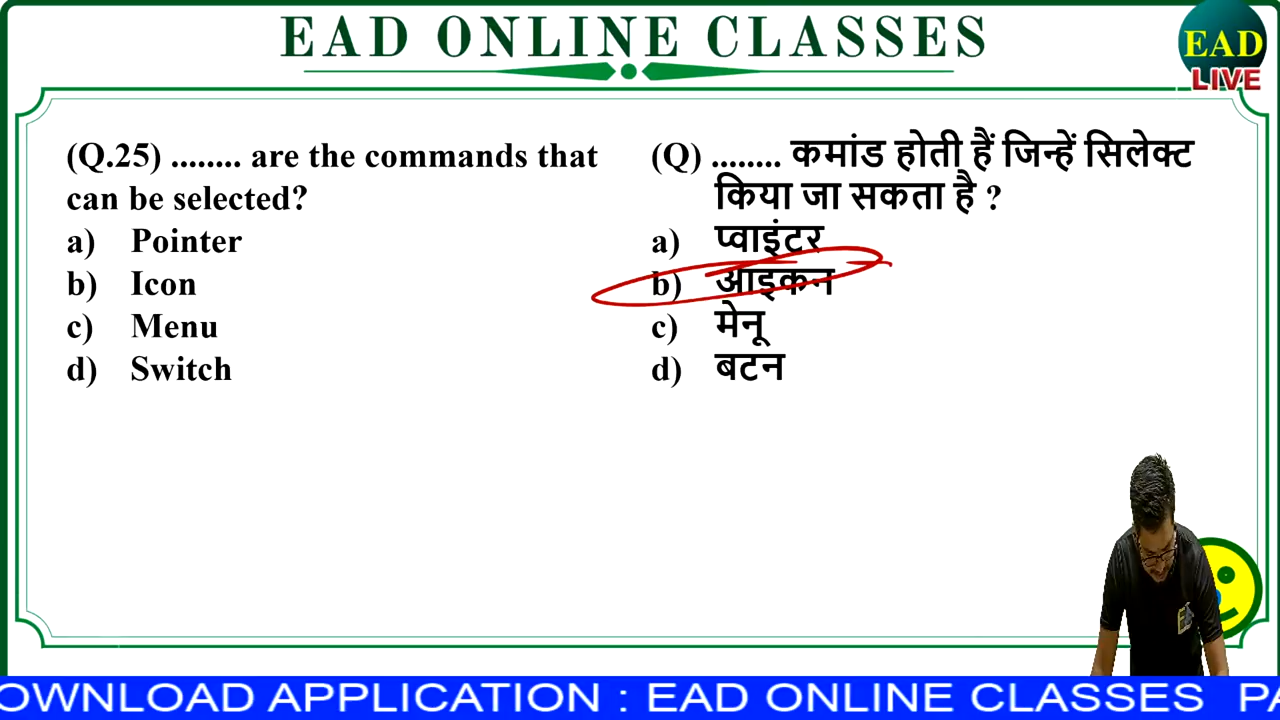 EAD ONLINE CLASSES
EAD
LIVE
(Q.25) ........ are the commands that
can be selected?
a) Pointer
b) Icon
c) Menu
d) Switch
(Q) ........ कमांड होती हैं जिन्हें सिलेक्ट
किया जा सकता है ?
a) प्वाइंटर
b) आइकन
c) मेनू
d) बटन
OWNLOAD APPLICATION : EAD ONLINE CLASSES PA